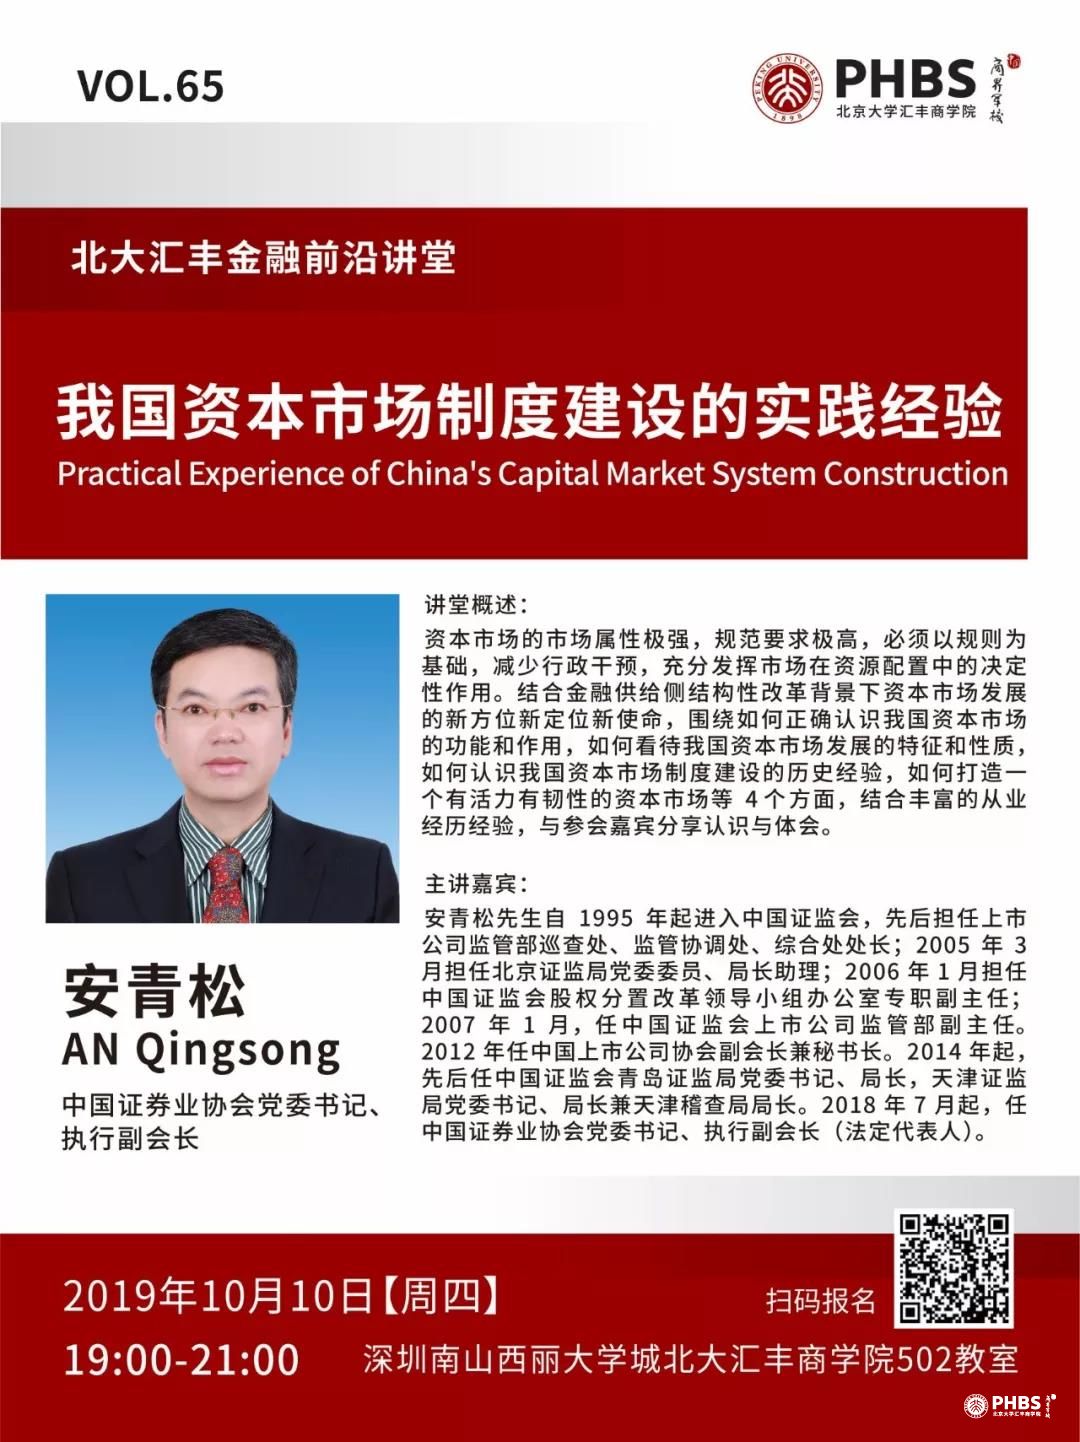 VOL.65
PEKING UNIVERSITY
1898
PHBS
北京大学汇丰商学院
商界军校
北大汇丰金融前沿讲堂
我国资本市场制度建设的实践经验
Practical Experience of China's Capital Market System Construction
讲堂概述：
资本市场的市场属性极强，规范要求极高，必须以规则为
基础，减少行政干预，充分发挥市场在资源配置中的决定
性作用。结合金融供给侧结构性改革背景下资本市场发展
的新方位新定位新使命，围绕如何正确认识我国资本市场
的功能和作用，如何看待我国资本市场发展的特征和性质，
如何认识我国资本市场制度建设的历史经验，如何打造一
个有活力有韧性的资本市场等 4个方面，结合丰富的从业
经历经验，与参会嘉宾分享认识与体会。
主讲嘉宾：
安青松先生自 1995 年起进入中国证监会，先后担任上市
公司监管部巡查处、监管协调处、综合处处长；2005 年 3
月担任北京证监局党委委员、局长助理；2006 年 1 月担任
中国证监会股权分置改革领导小组办公室专职副主任；
2007 年 1 月，任中国证监会上市公司监管部副主任。
2012 年任中国上市公司协会副会长兼秘书长。2014 年起，
先后任中国证监会青岛证监局党委书记、局长，天津证监
局党委书记、局长兼天津稽查局局长。2018 年 7 月起，任
中国证券业协会党委书记、执行副会长（法定代表人）。
安青松
AN Qingsong
中国证券业协会党委书记、
执行副会长
2019年10月10日【周四】
19:00-21:00
扫码报名
深圳南山西丽大学城北大汇丰商学院502教室
PHBS
北京大学汇丰商学院